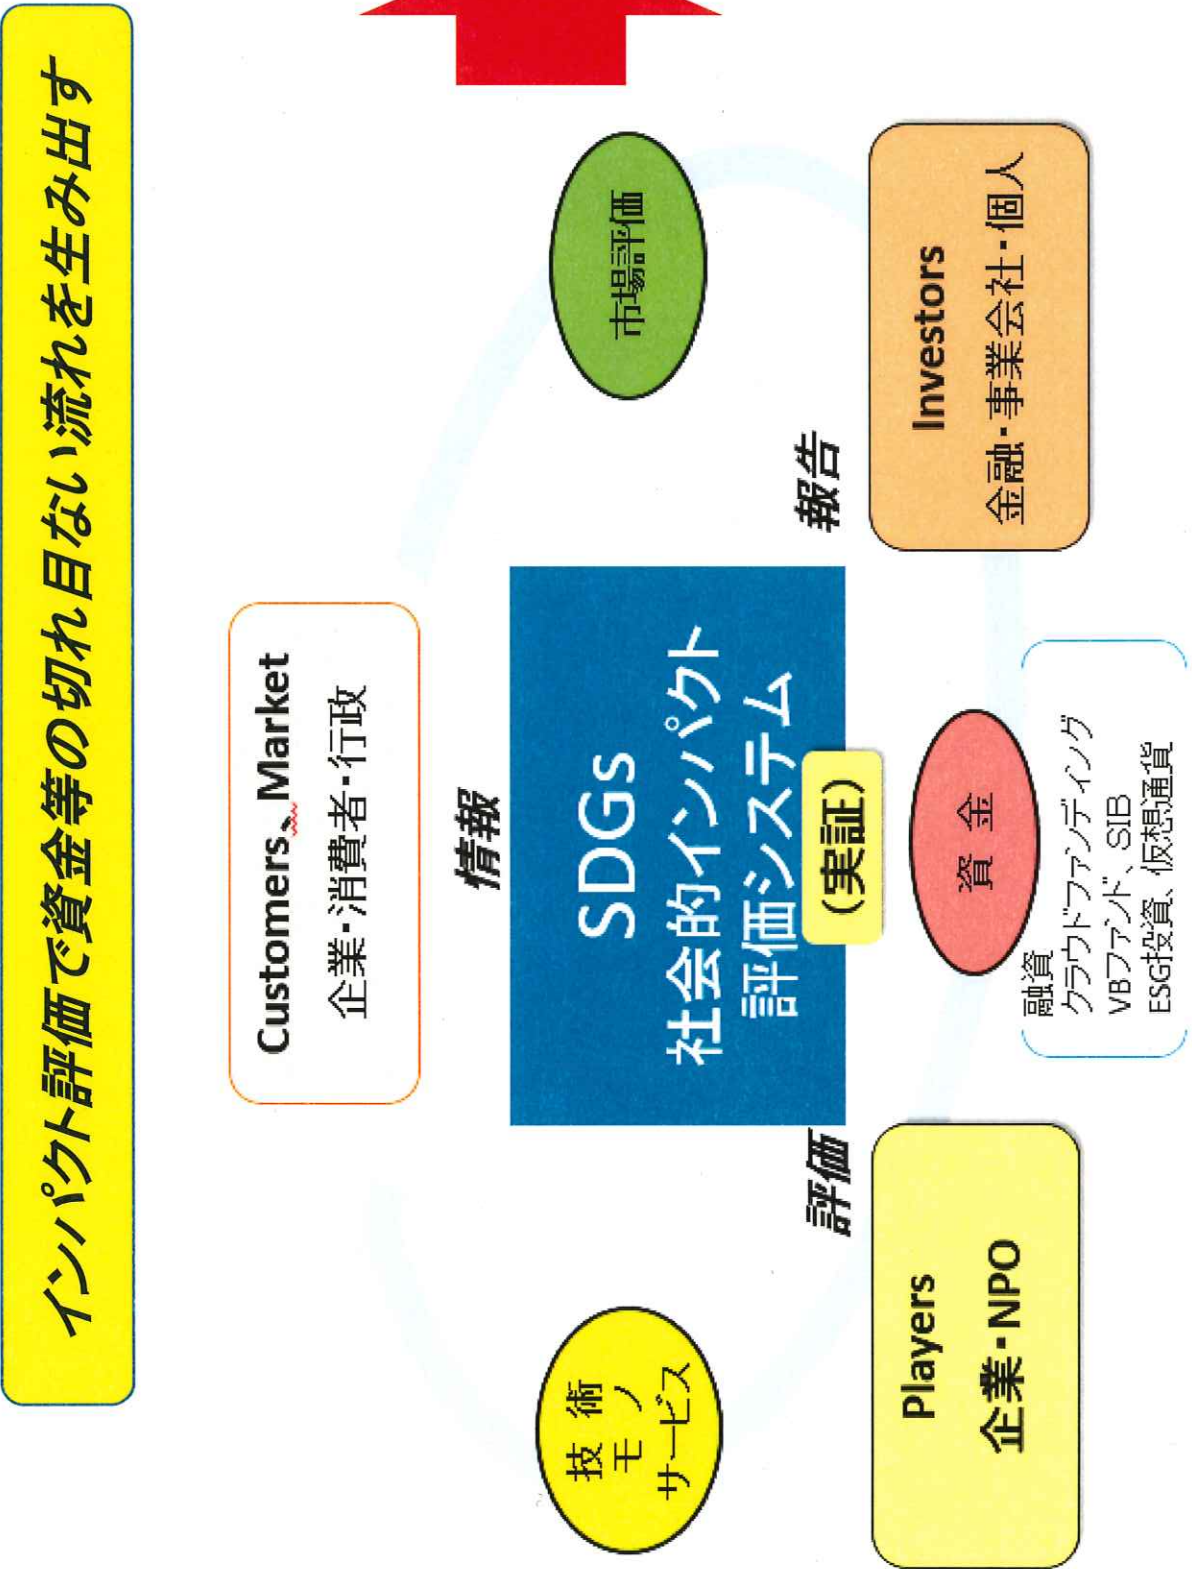 インパクト評価で資金等の切れ目ない流れを生み出す
Customers、Market
企業・消費者・行政
情報
技 術
モ ノ
サービス
SDGs
社会的インパクト
評価システム
(実証)
市場評価
評価
報告
Players
企業・NPO
資 金
融資
クラウドファンディング
VBファンド、SIB
ESG投資、仮想通貨
Investors
金融・事業会社・個人